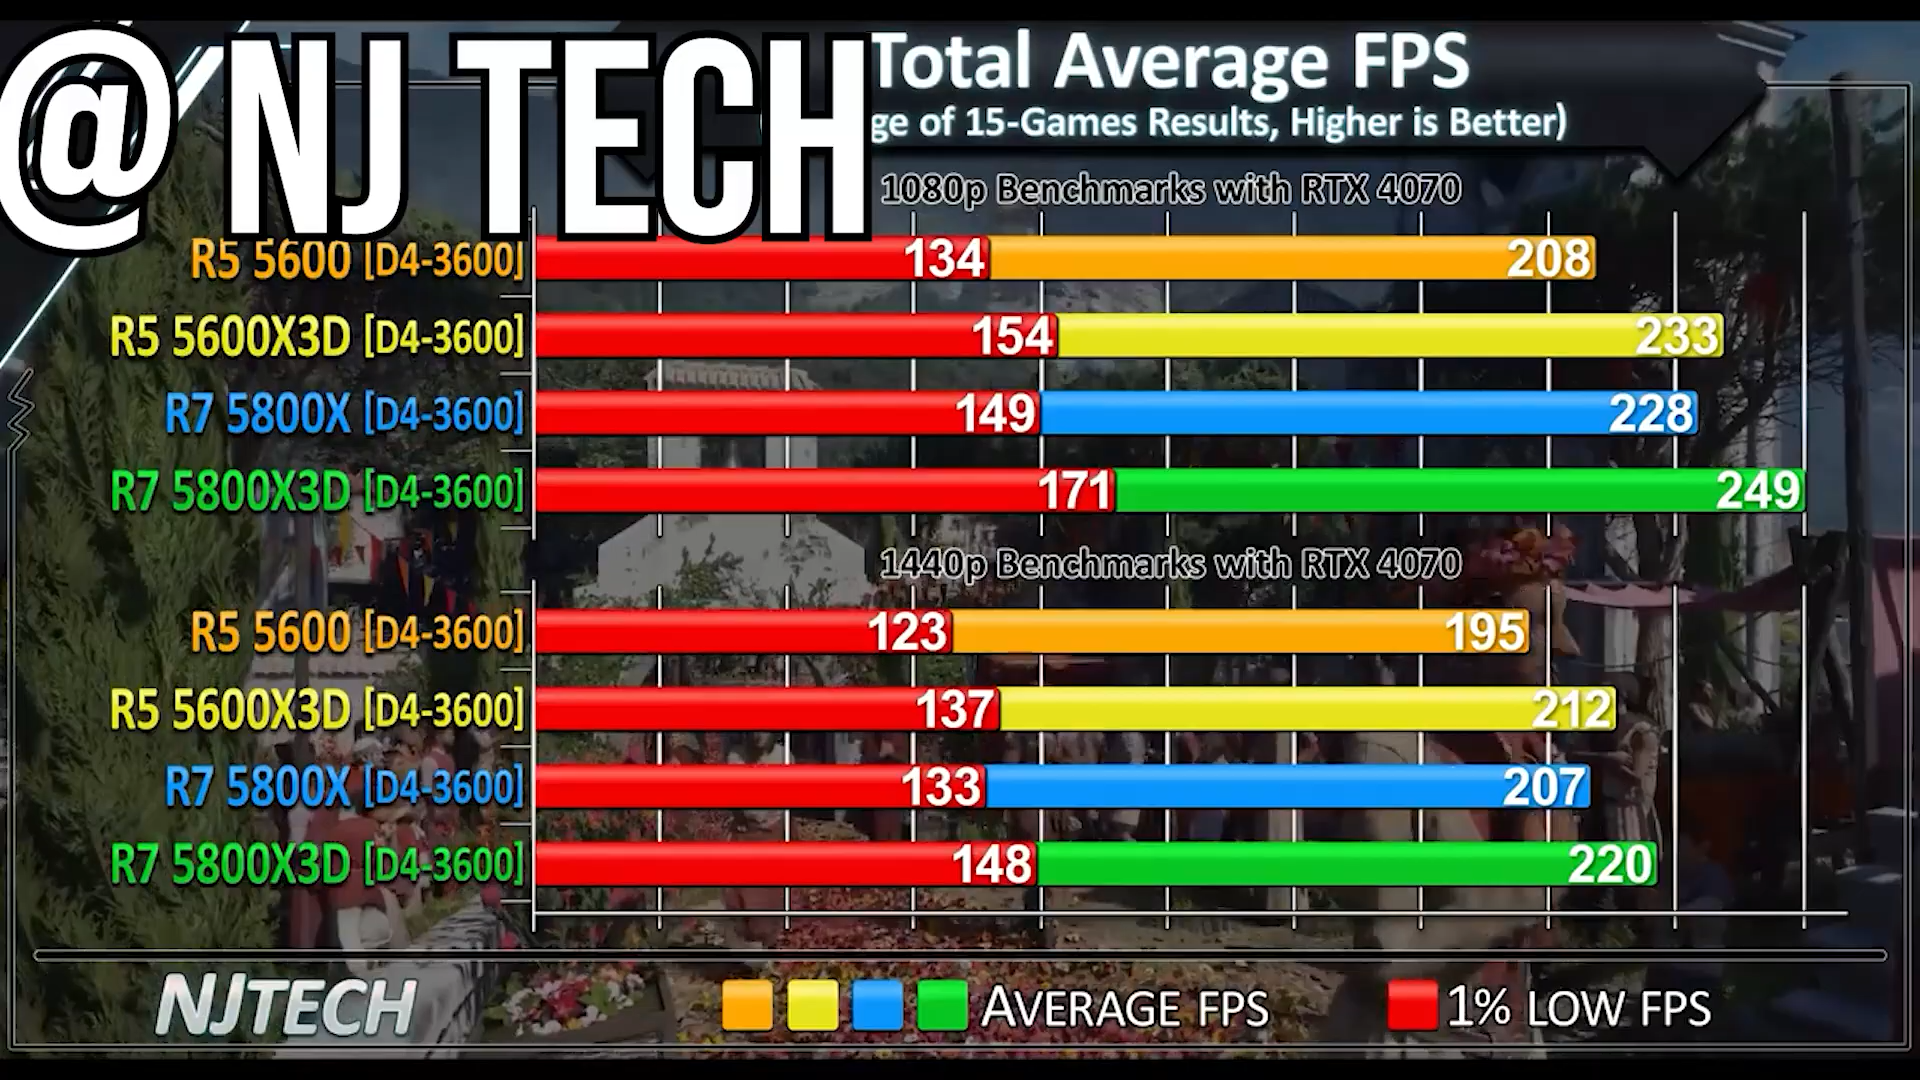 @NJ TECH
Total Average FPS
ge of 15-Games Results, Higher is Better)
1080p Benchmarks with RTX 4070
R5 5600 [D4-3600] 134 208
R5 5600X3D [D4-3600] 154 233
R7 5800X [D4-3600] 149 228
R7 5800X3D [D4-3600] 171 249
1440p Benchmarks with RTX 4070
R5 5600 [D4-3600] 123 195
R5 5600X3D [D4-3600] 137 212
R7 5800X [D4-3600] 133 207
R7 5800X3D [D4-3600] 148 220
NJTECH AVERAGE FPS 1% LOW FPS